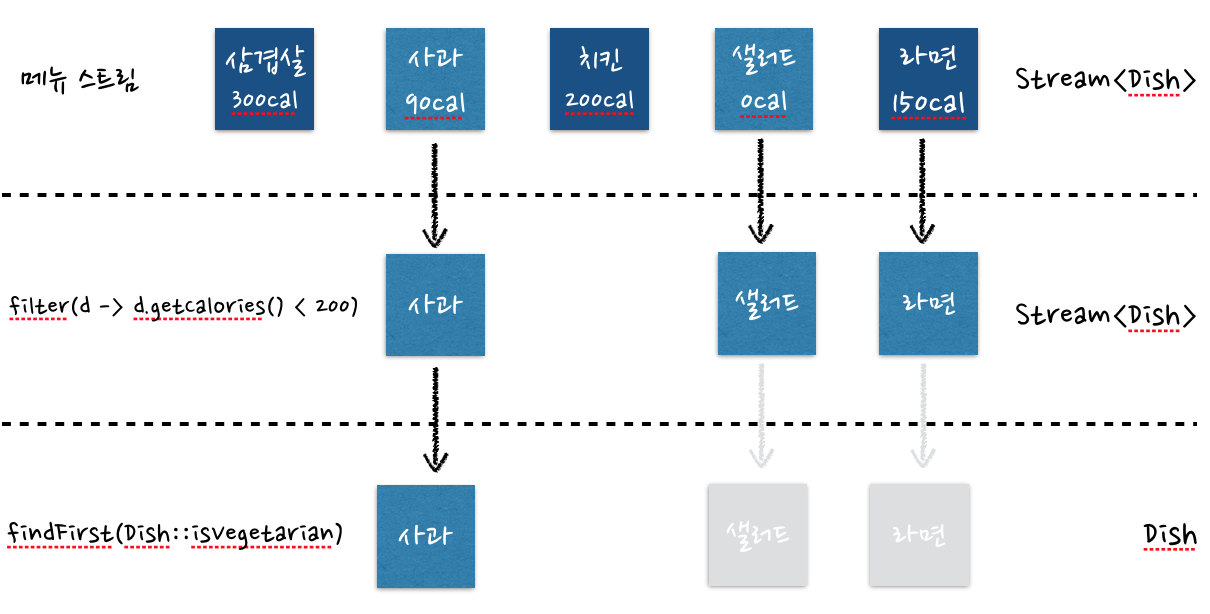 메뉴 스트림
삼겹살
300cal
사과
90cal
치킨
200cal
샐러드
0cal
라면
150cal
Stream<Dish>
filter(d -> d.getcalories() < 200)
사과
샐러드
라면
Stream<Dish>
findFirst(Dish::isvegetarian)
사과
샐러드
라면
Dish